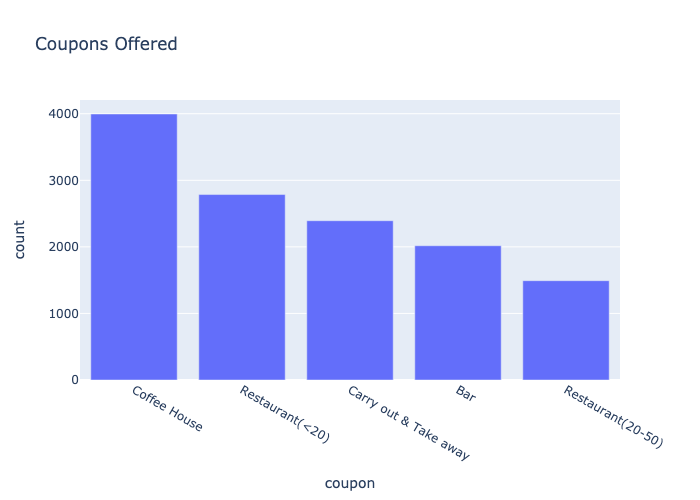 Coupons Offered
count
4000
3000
2000
1000
0
Coffee House
Restaurant(<20)
Carry out & Take away
Bar
Restaurant(20-50)
coupon